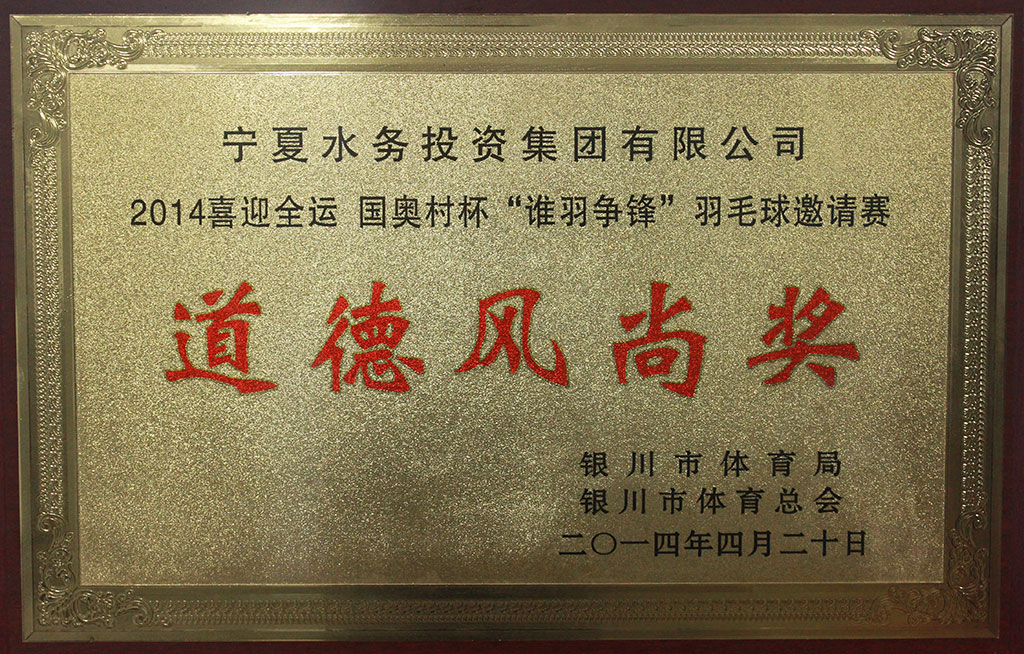 宁夏水务投资集团有限公司
2014喜迎全运 国奥村杯“谁羽争锋”羽毛球邀请赛
道德风尚奖
银川市体育局
银川市体育总会
二〇一四年四月二十日